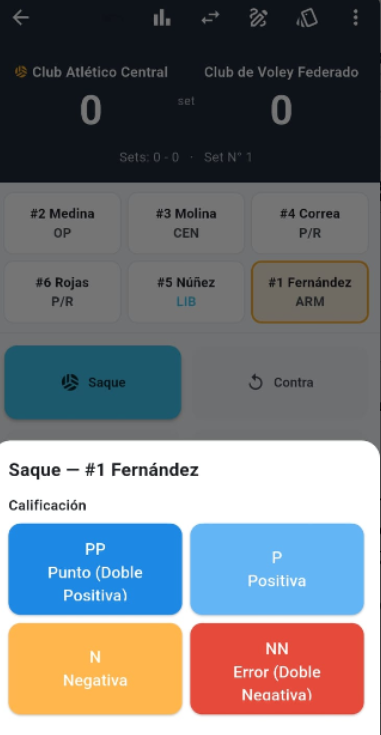 Club Atlético Central
Club de Voley Federado
0
set
0
Sets: 0 - 0 · Set N° 1
#2 Medina
OP
#3 Molina
CEN
#4 Correa
P/R
#6 Rojas
P/R
#5 Núñez
LIB
#1 Fernández
ARM
Saque
Contra
Saque — #1 Fernández
Calificación
PP
Punto (Doble
Positiva)
P
Positiva
N
Negativa
NN
Error (Doble
Negativa)